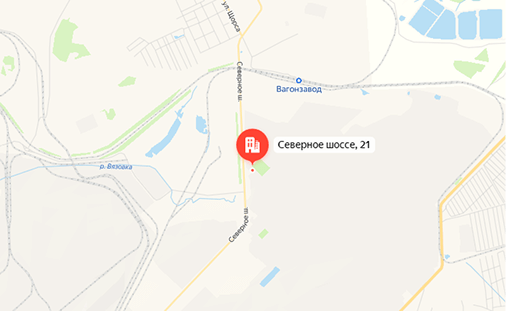 ул. Щорса
Северное ш.
Вагонзавод
Северное шоссе, 21
р. Вязовка
Северное ш.